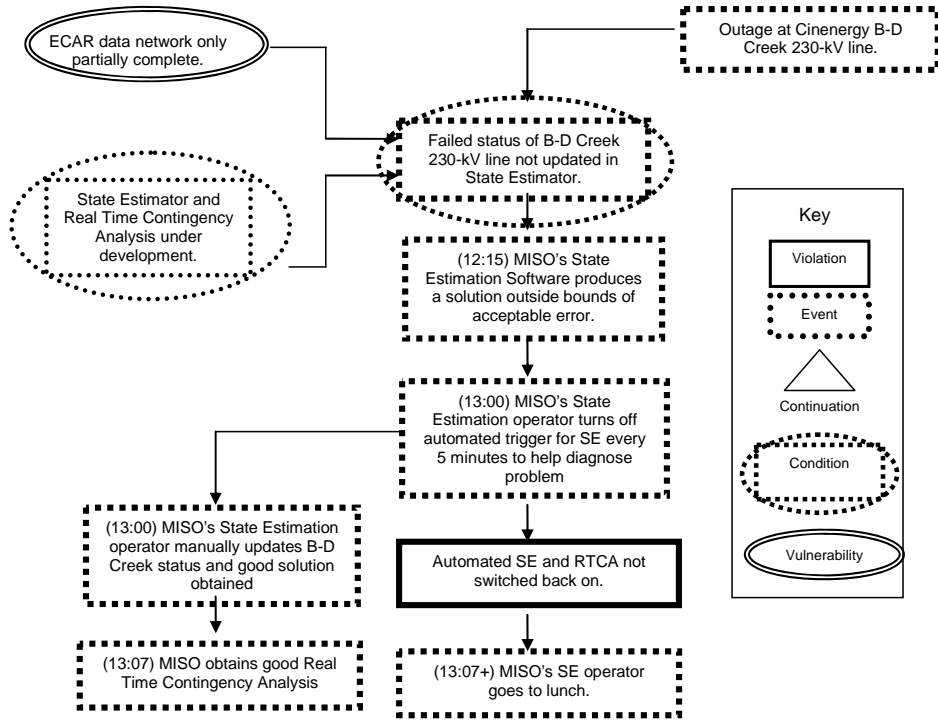 ECAR data network only
partially complete.
Outage at Cinenergy B-D
Creek 230-kV line.
Failed status of B-D Creek
230-kV line not updated in
State Estimator.
State Estimator and
Real Time Contingency
Analysis under
development.
(12:15) MISO's State
Estimation Software produces
a solution outside bounds of
acceptable error.
(13:00) MISO's State
Estimation operator turns off
automated trigger for SE every
5 minutes to help diagnose
problem
(13:00) MISO's State Estimation
operator manually updates B-D
Creek status and good solution
obtained
Automated SE and RTCA not
switched back on.
(13:07) MISO obtains good Real
Time Contingency Analysis
(13:07+) MISO's SE operator
goes to lunch.
Key
Violation
Event
Continuation
Condition
Vulnerability